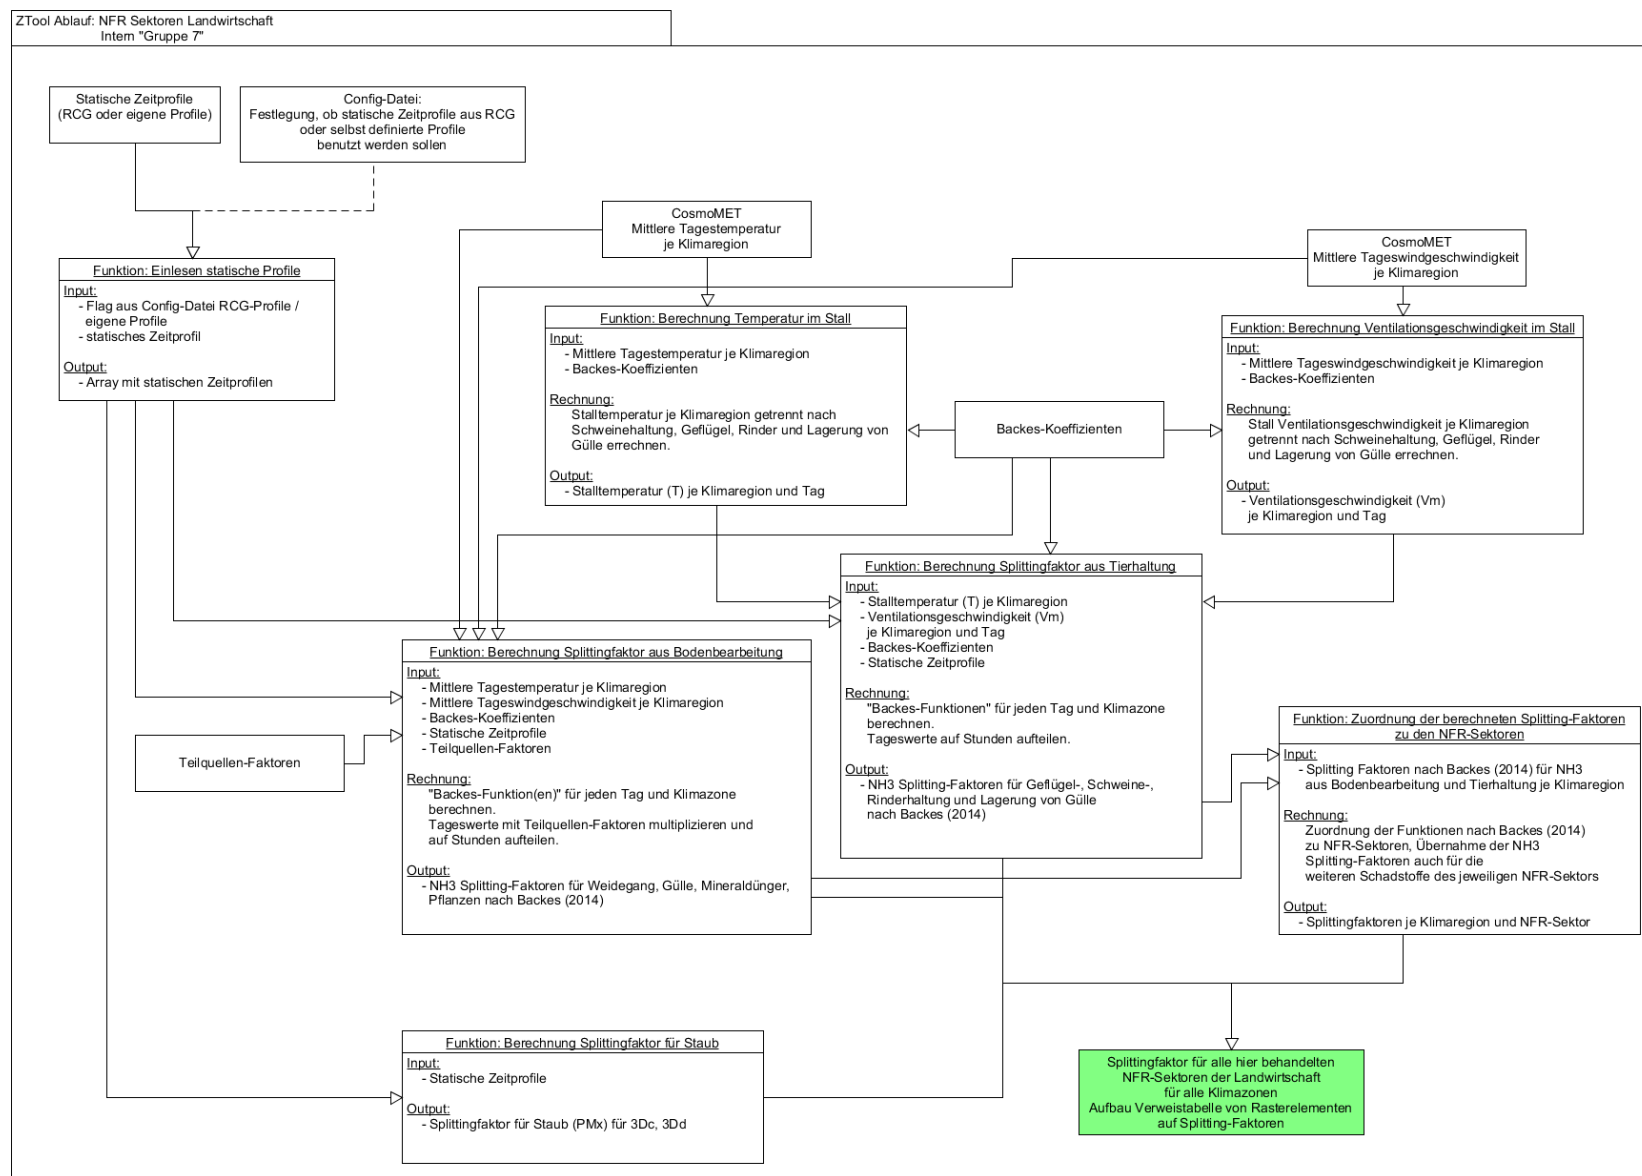 ZTool Ablauf: NFR Sektoren Landwirtschaft
Intern "Gruppe 7"
Statische Zeitprofile
(RCG oder eigene Profile)
Config-Datei:
Festlegung, ob statische Zeitprofile aus RCG
oder selbst definierte Profile
benutzt werden sollen
CosmoMET
Mittlere Tagestemperatur
je Klimaregion
CosmoMET
Mittlere Tageswindgeschwindigkeit
je Klimaregion
Funktion: Einlesen statische Profile
Input:
- Flag aus Config-Datei RCG-Profile /
eigene Profile
- statisches Zeitprofil
Output:
- Array mit statischen Zeitprofilen
Funktion: Berechnung Temperatur im Stall
Input:
- Mittlere Tagestemperatur je Klimaregion
- Backes-Koeffizienten
Rechnung:
Stalltemperatur je Klimaregion getrennt nach
Schweinehaltung, Geflügel, Rinder und Lagerung von
Gülle errechnen.
Output:
- Stalltemperatur (T) je Klimaregion und Tag
Backes-Koeffizienten
Funktion: Berechnung Ventilationsgeschwindigkeit im Stall
Input:
- Mittlere Tageswindgeschwindigkeit je Klimaregion
- Backes-Koeffizienten
Rechnung:
Stall Ventilationsgeschwindigkeit je Klimaregion
getrennt nach Schweinehaltung, Geflügel, Rinder
und Lagerung von Gülle errechnen.
Output:
- Ventilationsgeschwindigkeit (Vm)
je Klimaregion und Tag
Funktion: Berechnung Splittingfaktor aus Tierhaltung
Input:
- Stalltemperatur (T) je Klimaregion
- Ventilationsgeschwindigkeit (Vm)
je Klimaregion und Tag
- Backes-Koeffizienten
- Statische Zeitprofile
Rechnung:
"Backes-Funktionen" für jeden Tag und Klimazone
berechnen.
Tageswerte auf Stunden aufteilen.
Output:
- NH3 Splitting-Faktoren für Geflügel-, Schweine-,
Rinderhaltung und Lagerung von Gülle
nach Backes (2014)
Funktion: Berechnung Splittingfaktor aus Bodenbearbeitung
Input:
- Mittlere Tagestemperatur je Klimaregion
- Mittlere Tageswindgeschwindigkeit je Klimaregion
- Backes-Koeffizienten
- Statische Zeitprofile
- Teilquellen-Faktoren
Rechnung:
"Backes-Funktion(en)" für jeden Tag und Klimazone
berechnen.
Tageswerte mit Teilquellen-Faktoren multiplizieren und
auf Stunden aufteilen.
Output:
- NH3 Splitting-Faktoren für Weidegang, Gülle, Mineraldünger,
Pflanzen nach Backes (2014)
Teilquellen-Faktoren
Funktion: Zuordnung der berechneten Splitting-Faktoren
zu den NFR-Sektoren
Input:
- Splitting Faktoren nach Backes (2014) für NH3
aus Bodenbearbeitung und Tierhaltung je Klimaregion
Rechnung:
Zuordnung der Funktionen nach Backes (2014)
zu NFR-Sektoren, Übernahme der NH3
Splitting-Faktoren auch für die
weiteren Schadstoffe des jeweiligen NFR-Sektors
Output:
- Splittingfaktoren je Klimaregion und NFR-Sektor
Funktion: Berechnung Splittingfaktor für Staub
Input:
- Statische Zeitprofile
Output:
- Splittingfaktor für Staub (PMx) für 3Dc, 3Dd
Splittingfaktor für alle hier behandelten
NFR-Sektoren der Landwirtschaft
für alle Klimazonen
Aufbau Verweistabelle von Rasterelementen
auf Splitting-Faktoren